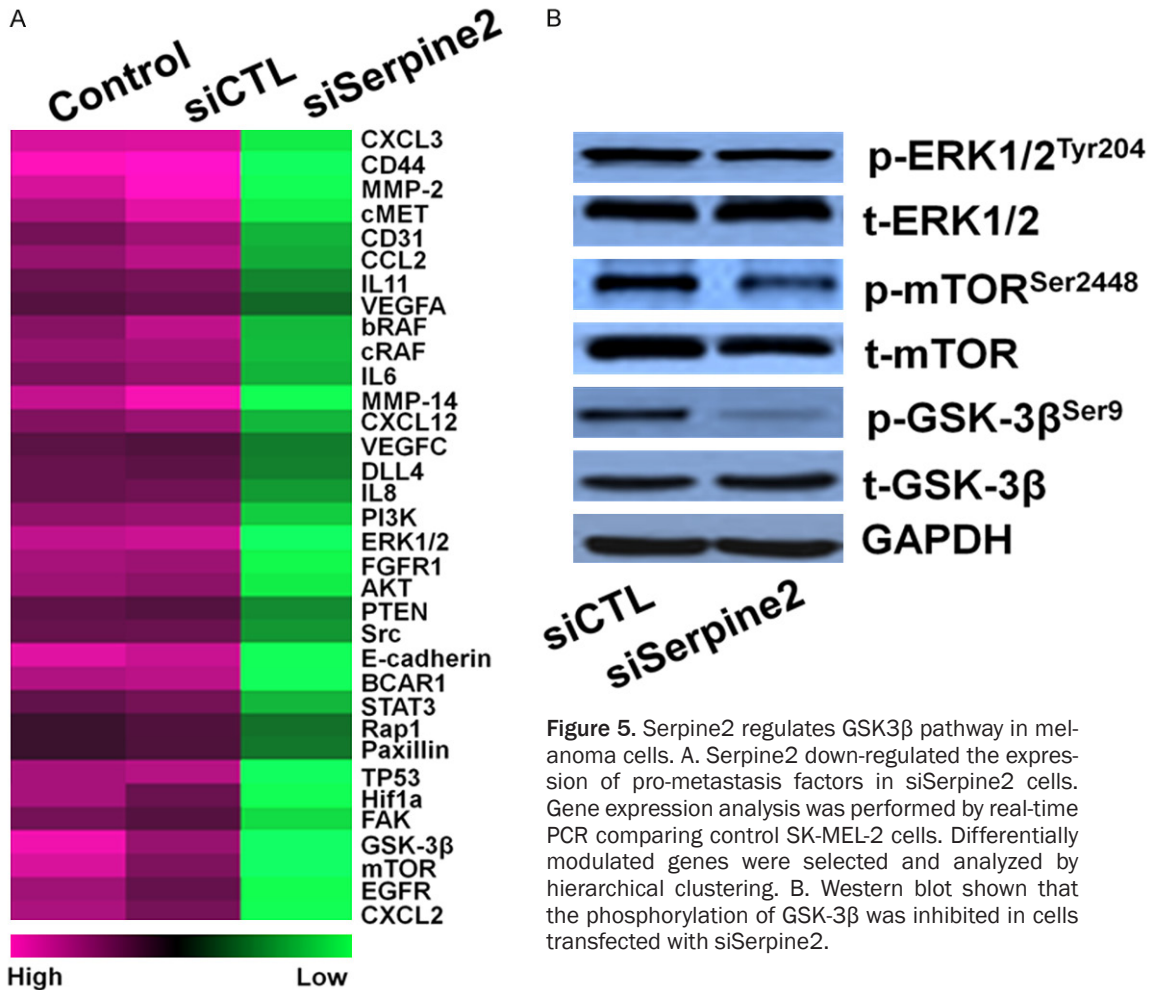 A
Control
siCTL
siSerpine2
CXCL3
CD44
MMP-2
cMET
CD31
CCL2
IL11
VEGFA
bRAF
cRAF
IL6
MMP-14
CXCL12
VEGFC
DLL4
IL8
PI3K
ERK1/2
FGFR1
AKT
PTEN
Src
E-cadherin
BCAR1
STAT3
Rap1
Paxillin
TP53
Hif1a
FAK
GSK-3β
mTOR
EGFR
CXCL2
High
Low
B
p-ERK1/2Tyr204
t-ERK1/2
p-mTORSer2448
t-mTOR
p-GSK-3βSer9
t-GSK-3β
GAPDH
siCTL
siSerpine2
Figure 5. Serpine2 regulates GSK3β pathway in mel-
anoma cells. A. Serpine2 down-regulated the expres-
sion of pro-metastasis factors in siSerpine2 cells.
Gene expression analysis was performed by real-time
PCR comparing control SK-MEL-2 cells. Differentially
modulated genes were selected and analyzed by
hierarchical clustering. B. Western blot shown that
the phosphorylation of GSK-3β was inhibited in cells
transfected with siSerpine2.